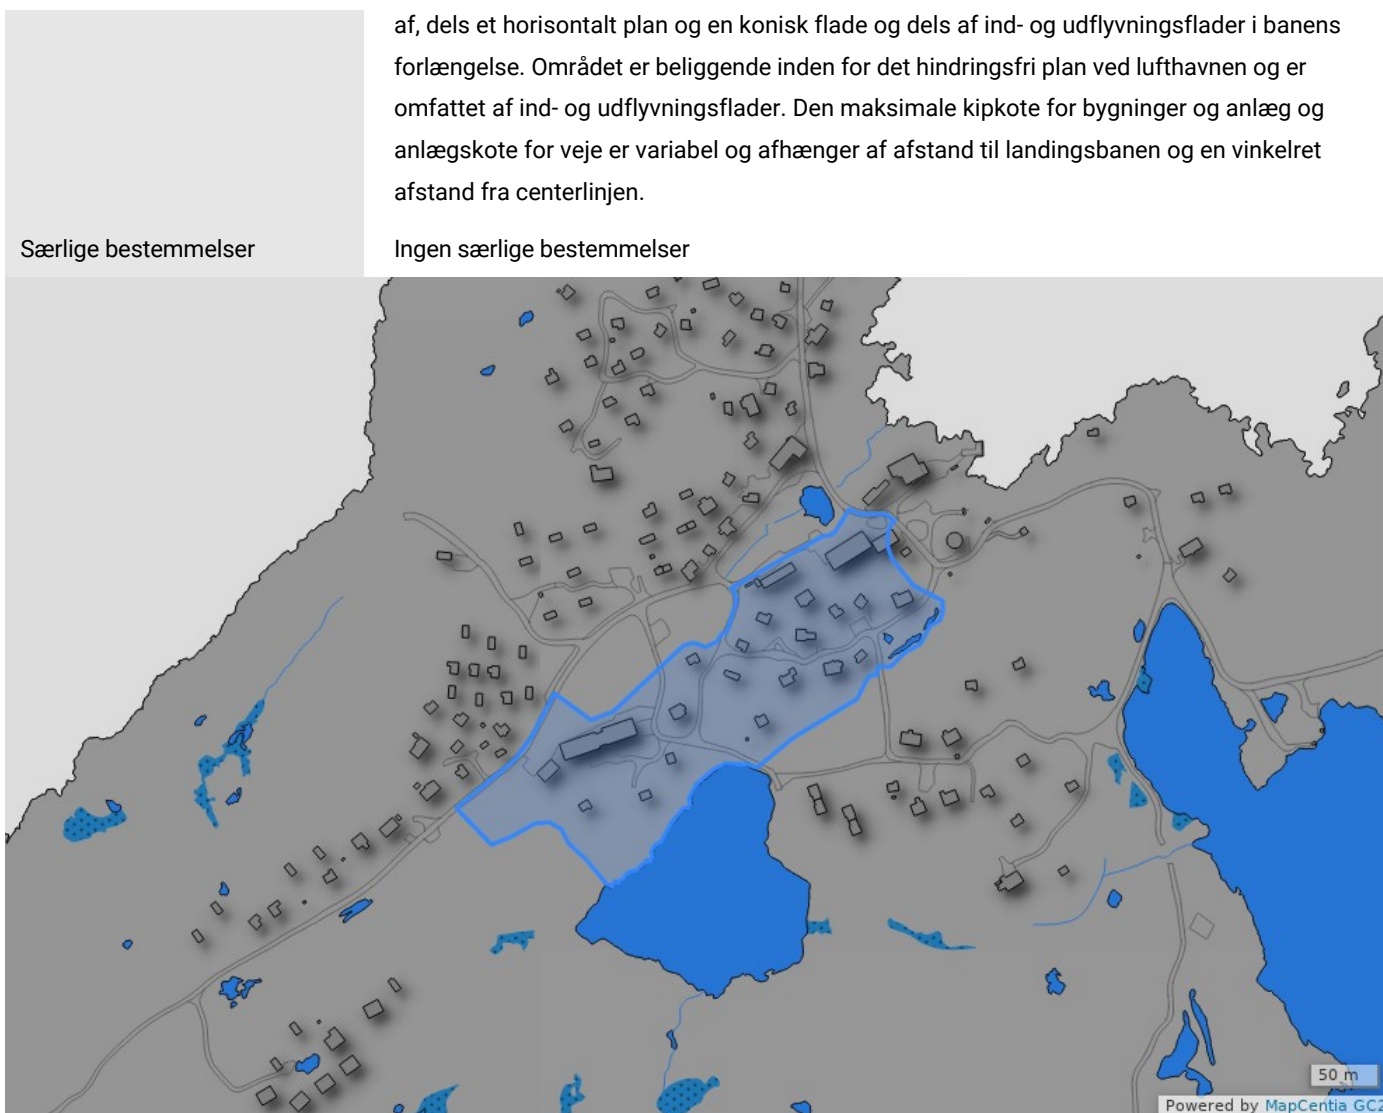 af, dels et horisontalt plan og en konisk flade og dels af ind- og udflyvningsflader i banens
forlængelse. Området er beliggende inden for det hindringsfri plan ved lufthavnen og er
omfattet af ind- og udflyvningsflader. Den maksimale kipkote for bygninger og anlæg og
anlægskote for veje er variabel og afhænger af afstand til landingsbanen og en vinkelret
afstand fra centerlinjen.
Særlige bestemmelser
Ingen særlige bestemmelser
50 m
Powered by MapCentia GC2